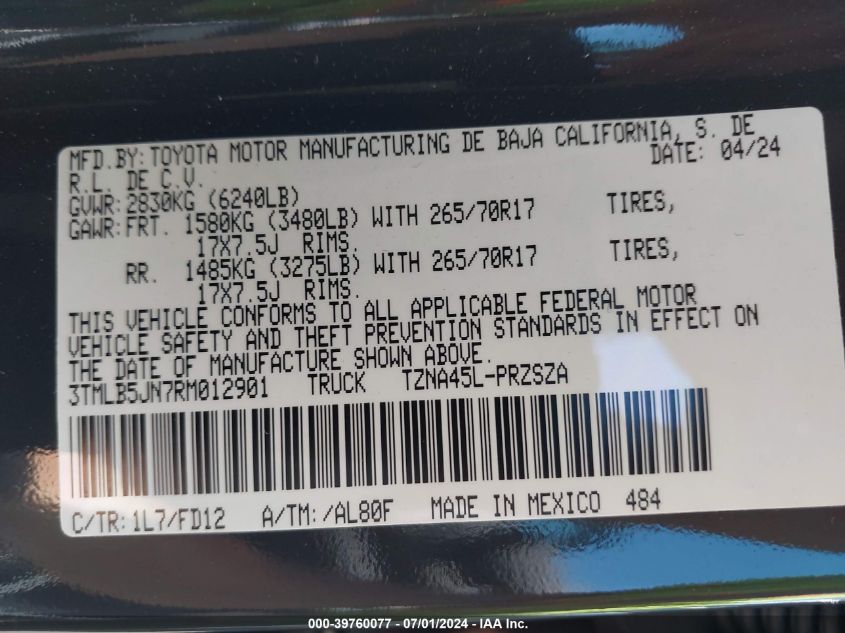 MFD.BY:TOYOTA MOTOR MANUFACTURING DE BAJA CALIFORNIA, S. DE
R.L. DE C.V. DATE: 04/24
GVWR:2830KG (6240LB)
GAWR:FRT. 1580KG (3480LB) WITH 265/70R17 TIRES,
17X7.5J RIMS.
RR. 1485KG (3275LB) WITH 265/70R17 TIRES,
17X7.5J RIMS.
THIS VEHICLE CONFORMS TO ALL APPLICABLE FEDERAL MOTOR
VEHICLE SAFETY AND THEFT PREVENTION STANDARDS IN EFFECT ON
THE DATE OF MANUFACTURE SHOWN ABOVE.
3TMLB5JN7RM012901 TRUCK TZNA45L-PRZSZA
C/TR: 1L7/FD12 A/TM: /AL80F MADE IN MEXICO 484
000-39760077 - 07/01/2024 - IAA Inc.